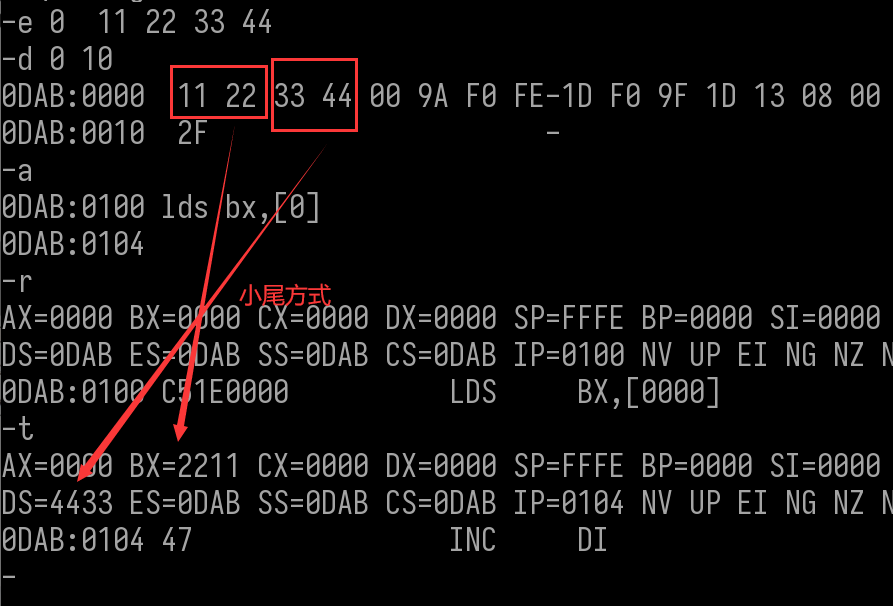 -e 0  11 22 33 44
-d 0 10
0DAB:0000  11 22 33 44 00 9A F0 FE-1D F0 9F 1D 13 08 00
0DAB:0010  2F                     -
-a
0DAB:0100 lds bx,[0]
0DAB:0104
-r
小尾方式
AX=0000 BX=0000 CX=0000 DX=0000 SP=FFFE BP=0000 SI=0000
DS=0DAB ES=0DAB SS=0DAB CS=0DAB IP=0100 NV UP EI NG NZ N
0DAB:0100 C51E0000          LDS     BX,[0000]
-t
AX=0000 BX=2211 CX=0000 DX=0000 SP=FFFE BP=0000 SI=0000
DS=4433 ES=0DAB SS=0DAB CS=0DAB IP=0104 NV UP EI NG NZ N
0DAB:0104 47                INC     DI
-